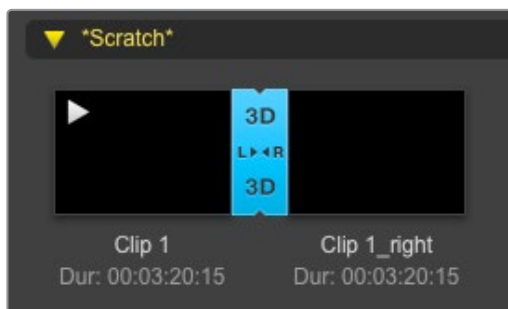 *Scratch*
3D
L R
3D
Clip 1 Clip 1_right
Dur: 00:03:20:15 Dur: 00:03:20:15